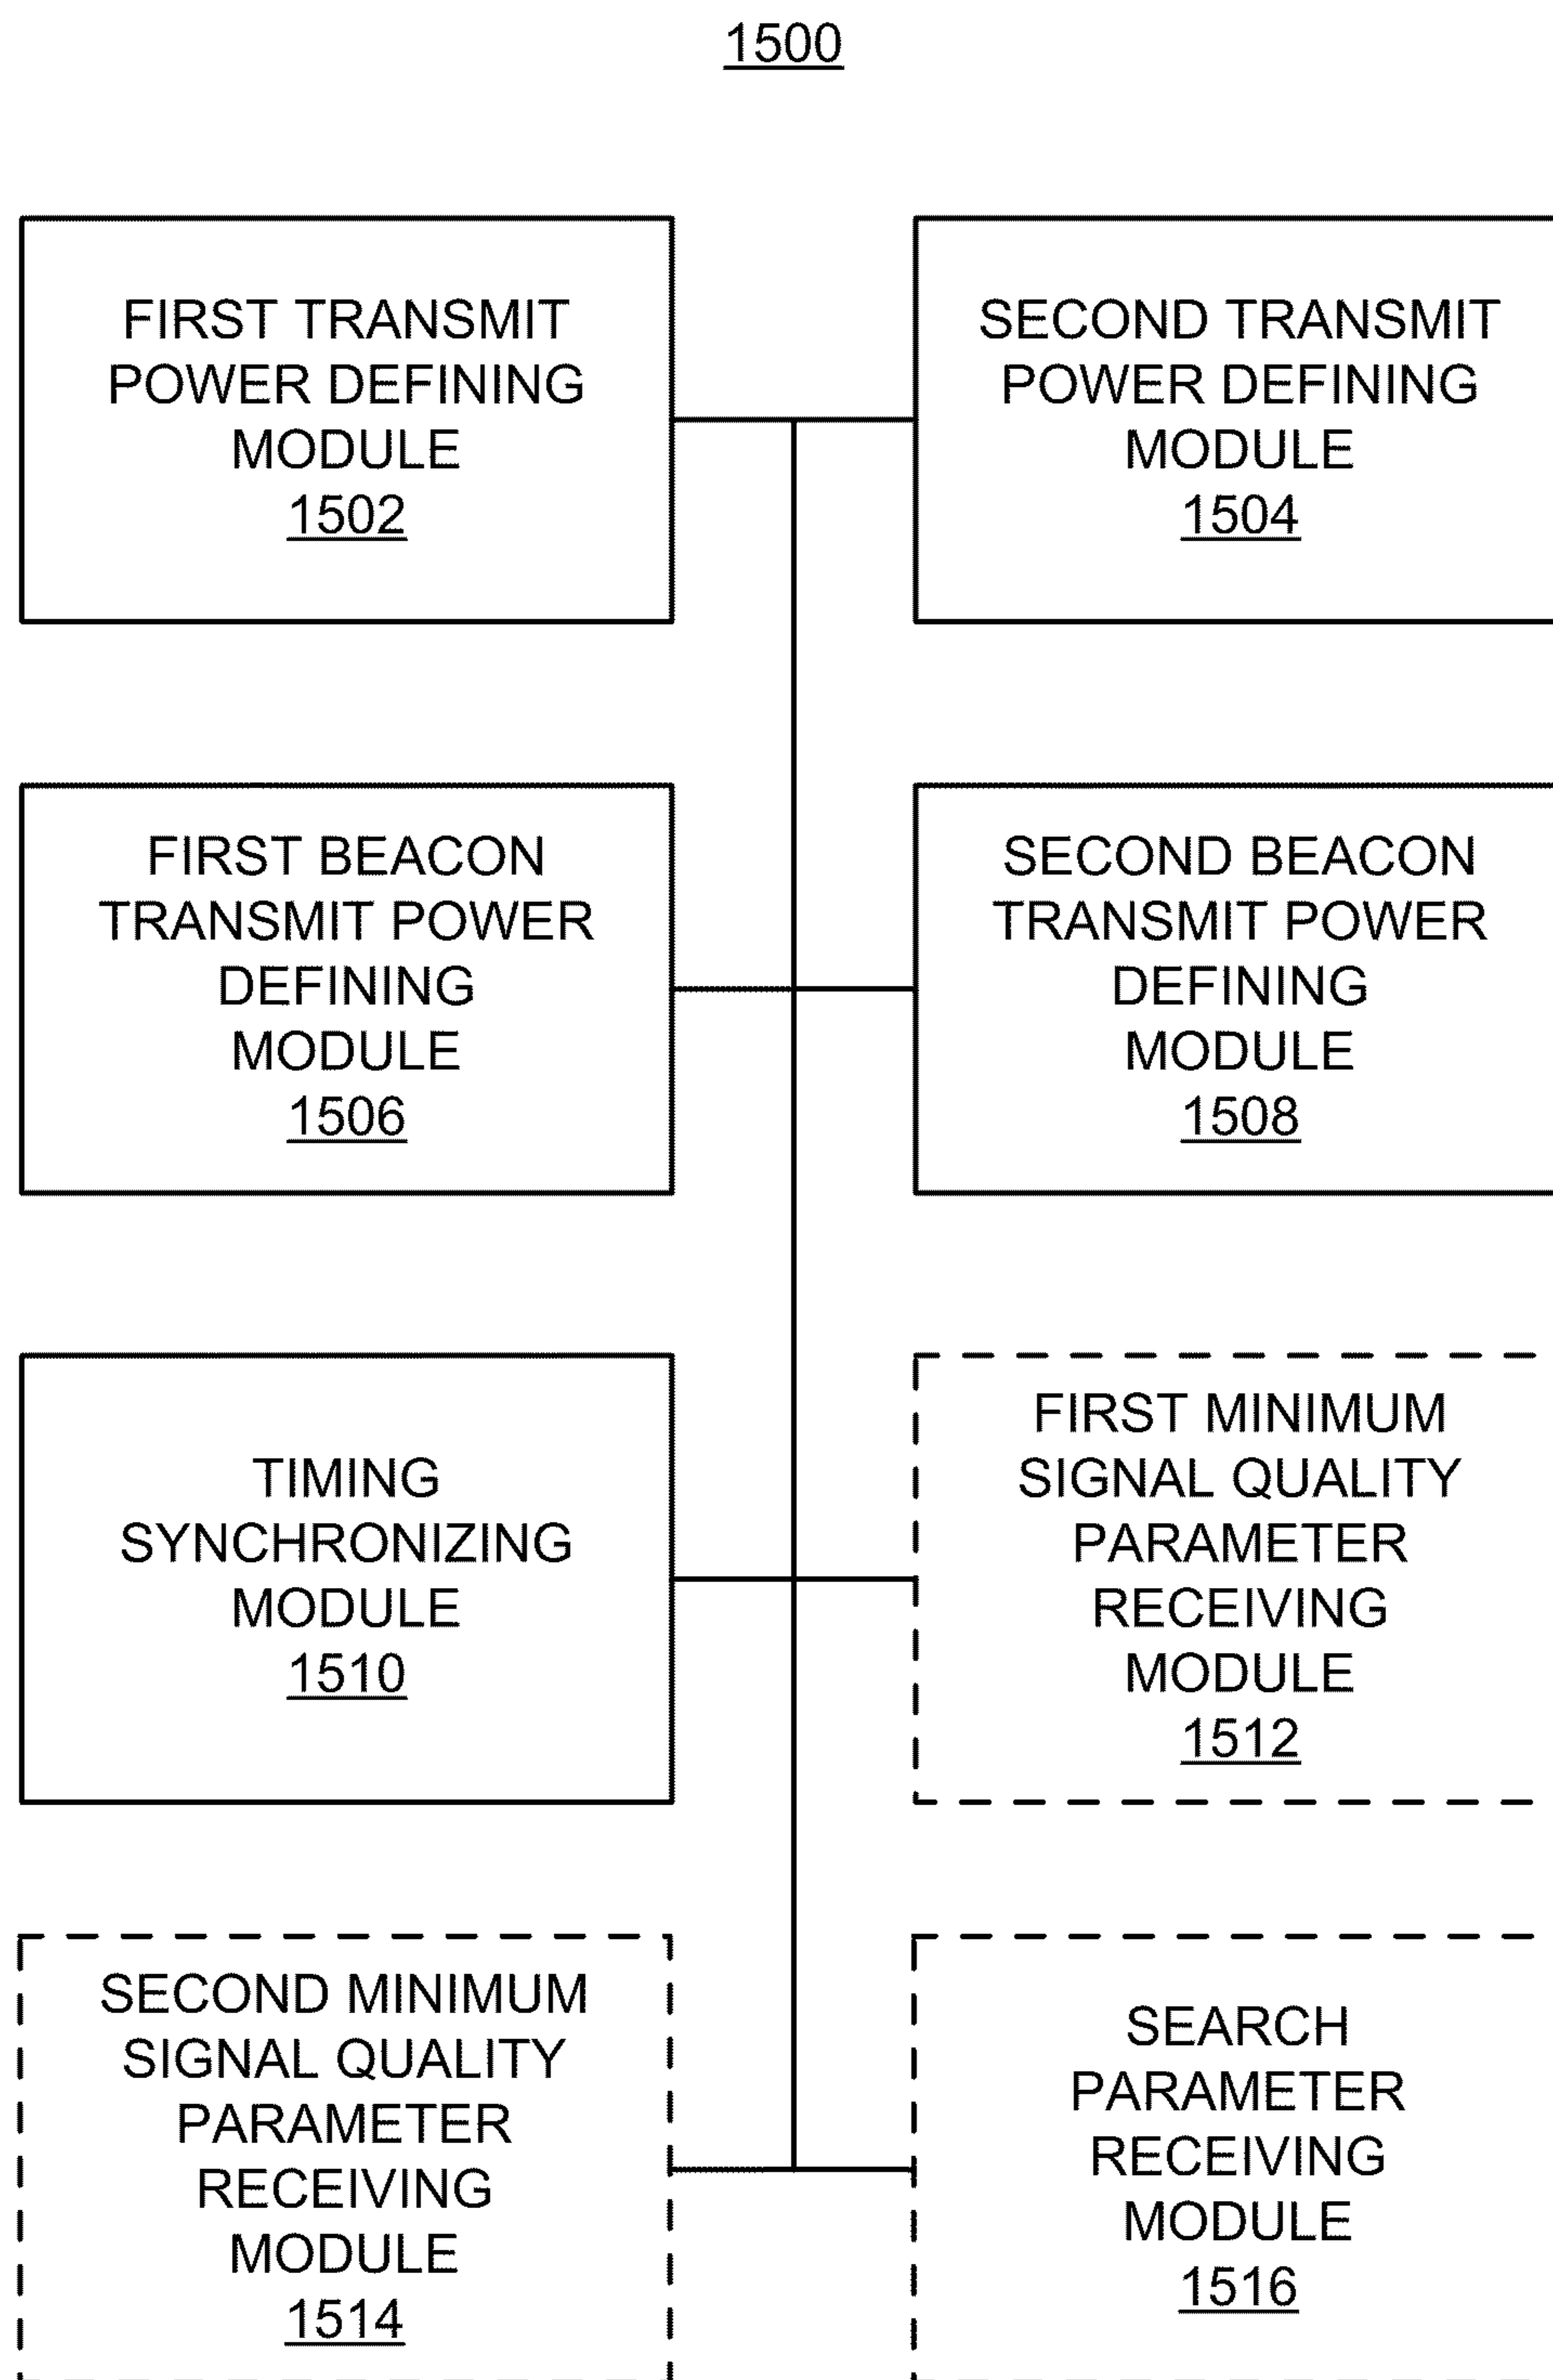 1500
FIRST TRANSMIT
POWER DEFINING
MODULE
1502
SECOND TRANSMIT
POWER DEFINING
MODULE
1504
FIRST BEACON
TRANSMIT POWER
DEFINING
MODULE
1506
SECOND BEACON
TRANSMIT POWER
DEFINING
MODULE
1508
TIMING
SYNCHRONIZING
MODULE
1510
FIRST MINIMUM
SIGNAL QUALITY
PARAMETER
RECEIVING
MODULE
1512
SECOND MINIMUM
SIGNAL QUALITY
PARAMETER
RECEIVING
MODULE
1514
SEARCH
PARAMETER
RECEIVING
MODULE
1516